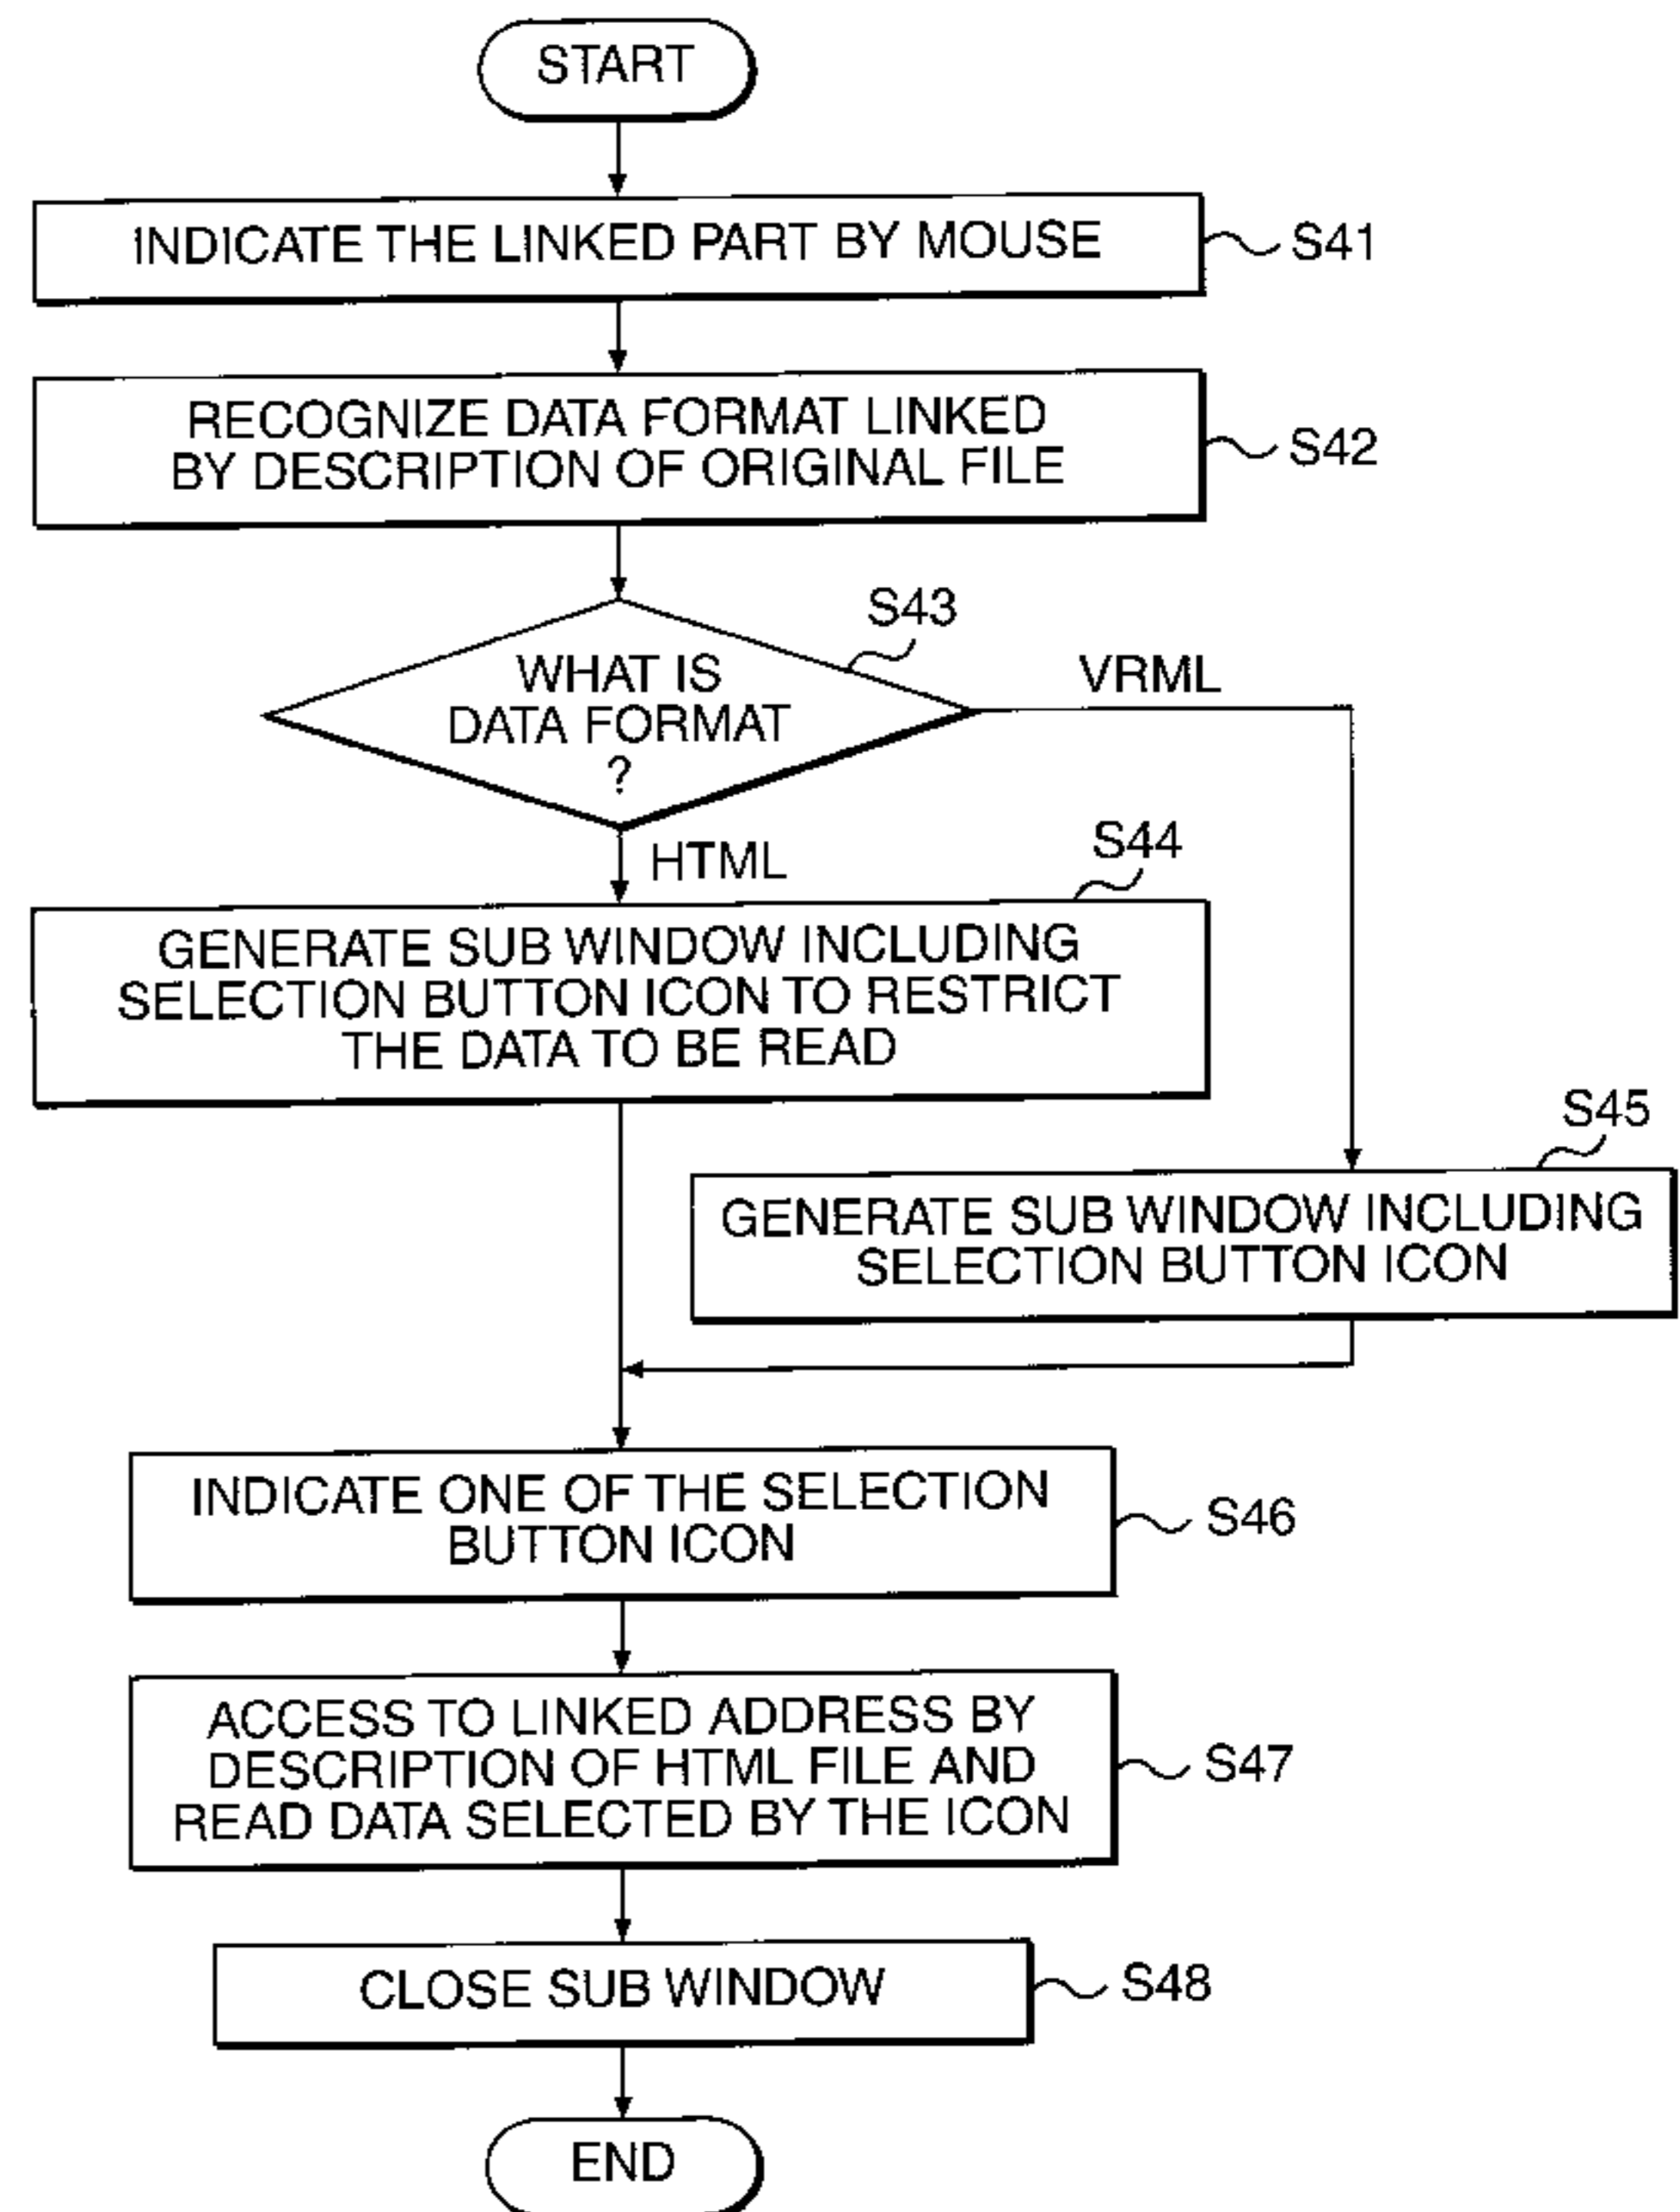 START
INDICATE THE LINKED PART BY MOUSE
S41
RECOGNIZE DATA FORMAT LINKED
BY DESCRIPTION OF ORIGINAL FILE
S42
S43
WHAT IS
DATA FORMAT
?
VRML
HTML
S44
GENERATE SUB WINDOW INCLUDING
SELECTION BUTTON ICON TO RESTRICT
THE DATA TO BE READ
S45
GENERATE SUB WINDOW INCLUDING
SELECTION BUTTON ICON
INDICATE ONE OF THE SELECTION
BUTTON ICON
S46
ACCESS TO LINKED ADDRESS BY
DESCRIPTION OF HTML FILE AND
READ DATA SELECTED BY THE ICON
S47
CLOSE SUB WINDOW
S48
END